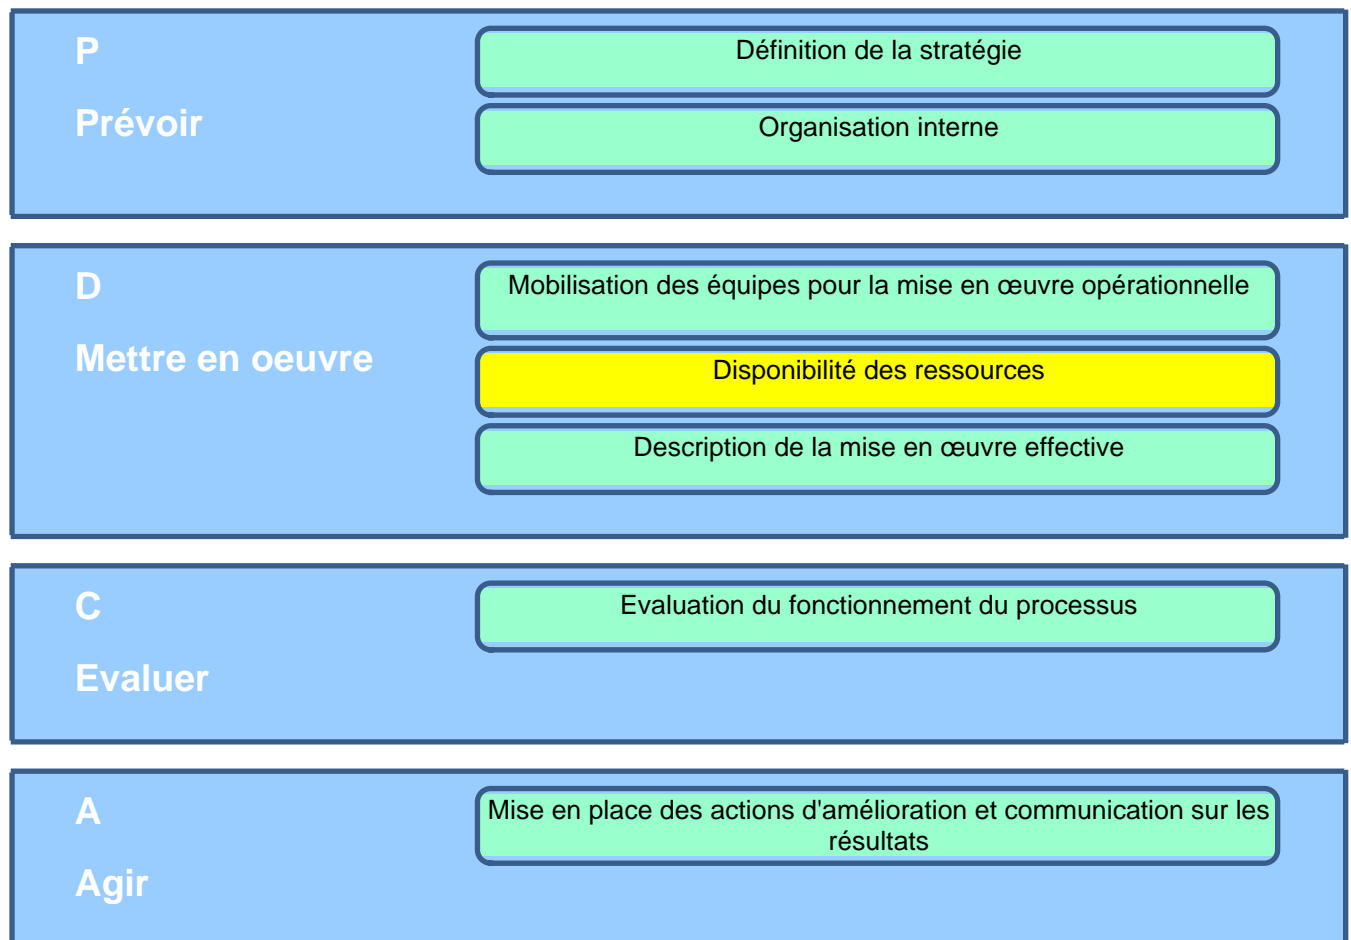 P
Prévoir
Définition de la stratégie
Organisation interne
D
Mettre en oeuvre
Mobilisation des équipes pour la mise en œuvre opérationnelle
Disponibilité des ressources
Description de la mise en œuvre effective
C
Evaluer
Evaluation du fonctionnement du processus
A
Agir
Mise en place des actions d'amélioration et communication sur les
résultats